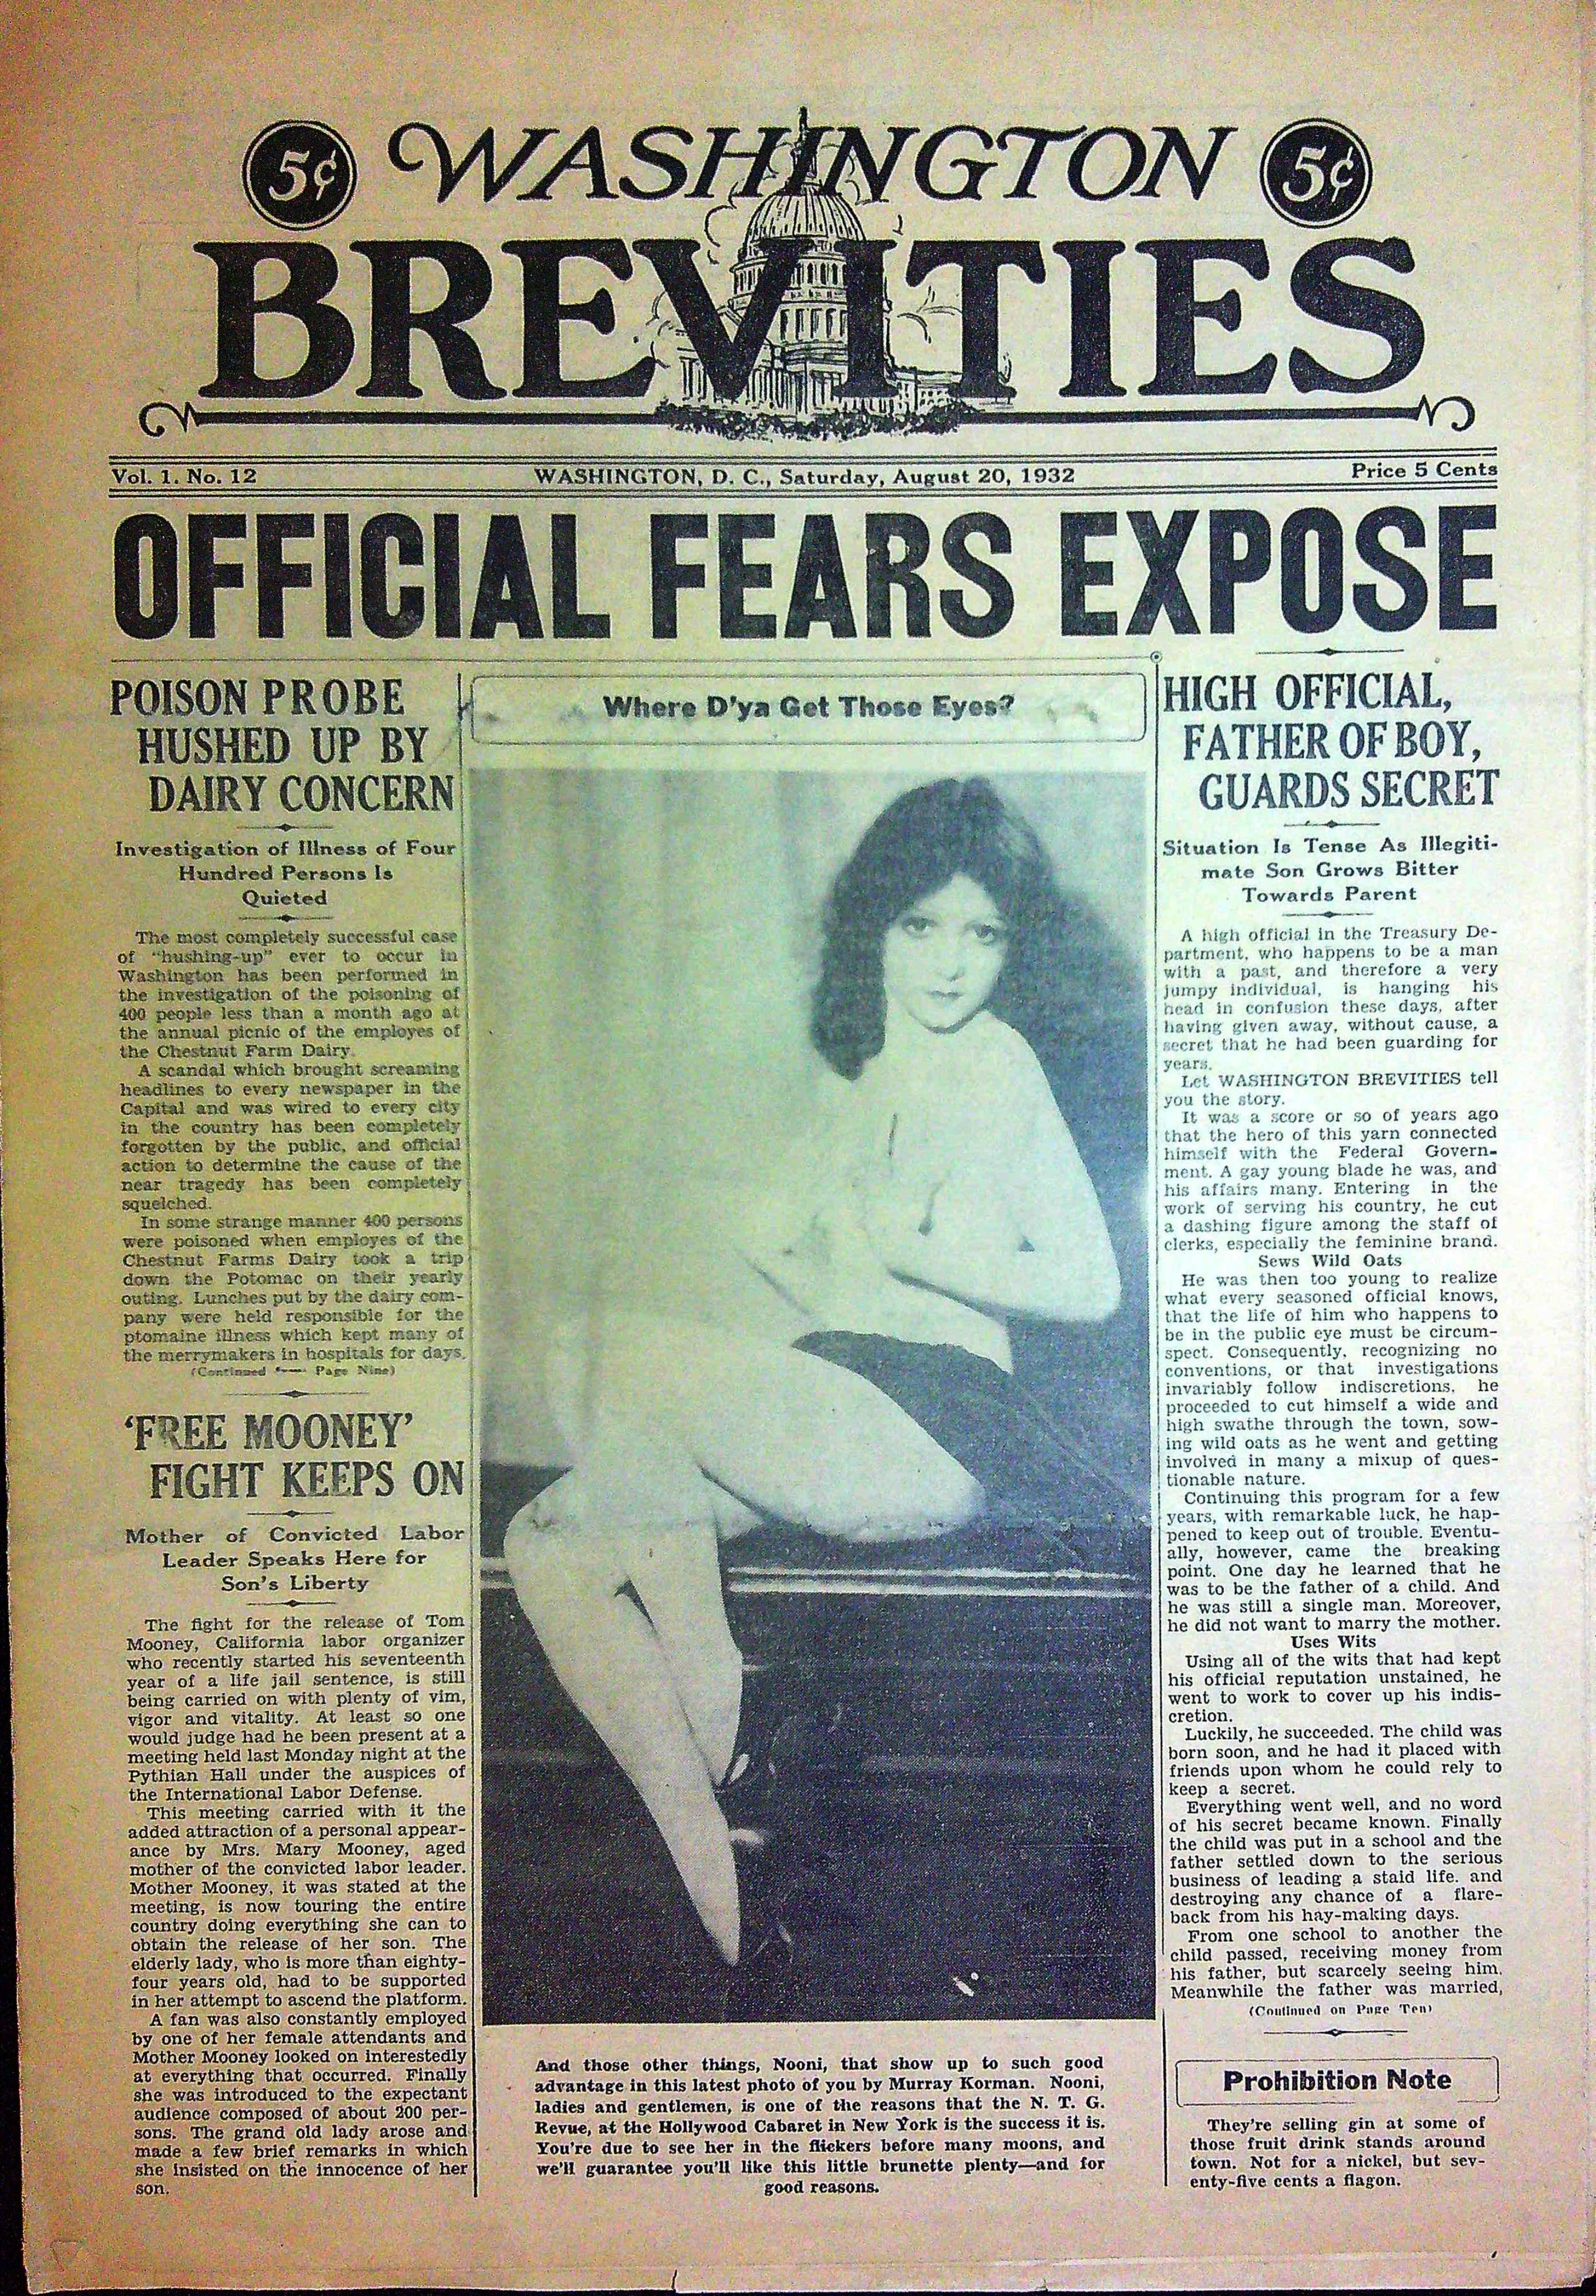 5¢ WASHINGTON 5¢
BREVITIES
Vol. 1. No. 12 WASHINGTON, D. C., Saturday, August 20, 1932 Price 5 Cents
OFFICIAL FEARS EXPOSE
POISON PROBE
HUSHED UP BY
DAIRY CONCERN
Investigation of Illness of Four
Hundred Persons Is
Quieted
The most completely successful case
of "hushing-up" ever to occur in
Washington has been performed in
the investigation of the poisoning of
400 people less than a month ago at
the annual picnic of the employes of
the Chestnut Farm Dairy.
A scandal which brought screaming
headlines to every newspaper in the
Capital and was wired to every city
in the country has been completely
forgotten by the public, and official
action to determine the cause of the
near tragedy has been completely
squelched.
In some strange manner 400 persons
were poisoned when employes of the
Chestnut Farms Dairy took a trip
down the Potomac on their yearly
outing. Lunches put by the dairy com-
pany were held responsible for the
ptomaine illness which kept many of
the merrymakers in hospitals for days.
(Continued Page Nine)
'FREE MOONEY'
FIGHT KEEPS ON
Mother of Convicted Labor
Leader Speaks Here for
Son's Liberty
The fight for the release of Tom
Mooney, California labor organizer
who recently started his seventeenth
year of a life jail sentence, is still
being carried on with plenty of vim,
vigor and vitality. At least so one
would judge had he been present at a
meeting held last Monday night at the
Pythian Hall under the auspices of
the International Labor Defense.
This meeting carried with it the
added attraction of a personal appear-
ance by Mrs. Mary Mooney, aged
mother of the convicted labor leader.
Mother Mooney, it was stated at the
meeting, is now touring the entire
country doing everything she can to
obtain the release of her son. The
elderly lady, who is more than eighty-
four years old, had to be supported
in her attempt to ascend the platform.
A fan was also constantly employed
by one of her female attendants and
Mother Mooney looked on interestedly
at everything that occurred. Finally
she was introduced to the expectant
audience composed of about 200 per-
sons. The grand old lady arose and
made a few brief remarks in which
she insisted on the innocence of her
son.
Where D'ya Get Those Eyes?
And those other things, Nooni, that show up to such good
advantage in this latest photo of you by Murray Korman. Nooni,
ladies and gentlemen, is one of the reasons that the N. T. G.
Revue, at the Hollywood Cabaret in New York is the success it is.
You're due to see her in the flickers before many moons, and
we'll guarantee you'll like this little brunette plenty—and for
good reasons.
HIGH OFFICIAL,
FATHER OF BOY,
GUARDS SECRET
Situation Is Tense As Illegiti-
mate Son Grows Bitter
Towards Parent
A high official in the Treasury De-
partment, who happens to be a man
with a past, and therefore a very
jumpy individual, is hanging his
head in confusion these days, after
having given away, without cause, a
secret that he had been guarding for
years.
Let WASHINGTON BREVITIES tell
you the story.
It was a score or so of years ago
that the hero of this yarn connected
himself with the Federal Govern-
ment. A gay young blade he was, and
his affairs many. Entering in the
work of serving his country, he cut
a dashing figure among the staff of
clerks, especially the feminine brand.
Sews Wild Oats
He was then too young to realize
what every seasoned official knows,
that the life of him who happens to
be in the public eye must be circum-
spect. Consequently, recognizing no
conventions, or that investigations
invariably follow indiscretions, he
proceeded to cut himself a wide and
high swathe through the town, sow-
ing wild oats as he went and getting
involved in many a mixup of ques-
tionable nature.
Continuing this program for a few
years, with remarkable luck, he hap-
pened to keep out of trouble. Eventu-
ally, however, came the breaking
point. One day he learned that he
was to be the father of a child. And
he was still a single man. Moreover,
he did not want to marry the mother.
Uses Wits
Using all of the wits that had kept
his official reputation unstained, he
went to work to cover up his indis-
cretion.
Luckily, he succeeded. The child was
born soon, and he had it placed with
friends upon whom he could rely to
keep a secret.
Everything went well, and no word
of his secret became known. Finally
the child was put in a school and the
father settled down to the serious
business of leading a staid life. and
destroying any chance of a flare-
back from his hay-making days.
From one school to another the
child passed, receiving money from
his father, but scarcely seeing him.
Meanwhile the father was married,
(Continued on Page Ten)
Prohibition Note
They're selling gin at some of
those fruit drink stands around
town. Not for a nickel, but sev-
enty-five cents a flagon.